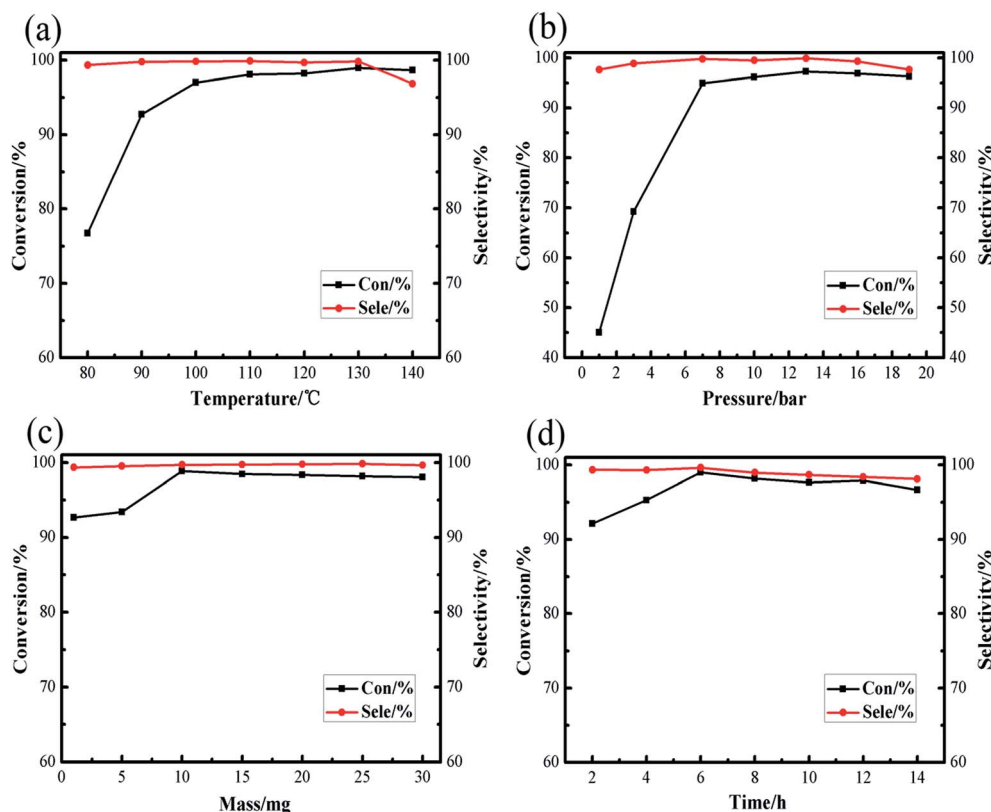 (a)
100
90
80
70
60
Conversion/%
100
90
80
70
60
Selectivity/%
Con/%
Sele/%
80 90 100 110 120 130 140
Temperature/℃
(b)
100
90
80
70
60
50
40
Conversion/%
100
90
80
70
60
50
40
Selectivity/%
Con/%
Sele/%
0 2 4 6 8 10 12 14 16 18 20
Pressure/bar
(c)
100
90
80
70
60
Conversion/%
100
90
80
70
60
Selectivity/%
Con/%
Sele/%
0 5 10 15 20 25 30
Mass/mg
(d)
100
90
80
70
60
Conversion/%
100
90
80
70
60
Selectivity/%
Con/%
Sele/%
2 4 6 8 10 12 14
Time/h